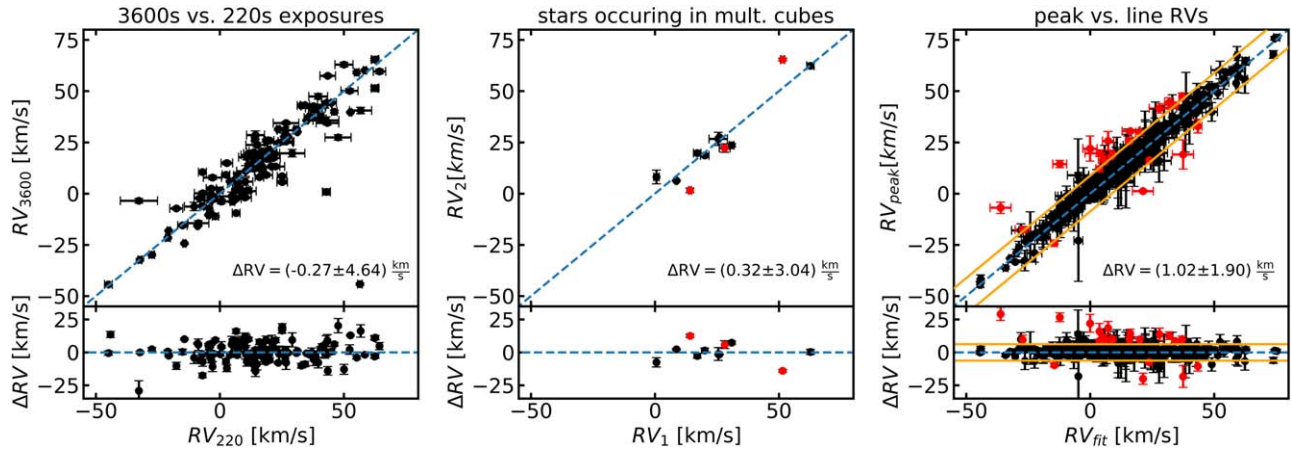 3600s vs. 220s exposures
75
50
25
0
−25
−50
RV3600 [km/s]
ΔRV = (-0.27±4.64) km/s
25
0
−25
ΔRV [km/s]
−50 0 50
RV220 [km/s]
stars occuring in mult. cubes
75
50
25
0
−25
−50
RV2[km/s]
ΔRV = (0.32±3.04) km/s
25
0
−25
ΔRV [km/s]
−50 0 50
RV1 [km/s]
peak vs. line RVs
75
50
25
0
−25
−50
RVpeak[km/s]
ΔRV = (1.02±1.90) km/s
25
0
−25
ΔRV [km/s]
−50 0 50
RVfit [km/s]